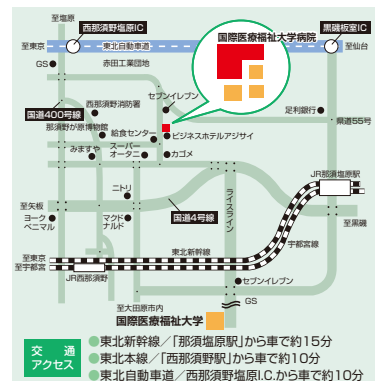 至塩原
西那須野塩原IC
国際医療福祉大学病院
黒磯板室IC
至東京
東北自動車道
至仙台
GS
赤田工業団地
セブンイレブン
足利銀行
国道400号線
西那須野消防署
県道55号
那須野が原博物館
給食センター
ビジネスホテルアジサイ
みますや
スーパー
オータニ
カゴメ
JR那須塩原駅
ニトリ
ライスライン
至矢板
国道4号線
至黒磯
ヨーク
ベニマル
マクド
ナルド
宇都宮線
東北新幹線
至東京
至宇都宮
JR西那須野
セブンイレブン
GS
至大田原市内
国際医療福祉大学
交通
アクセス
●東北新幹線／「那須塩原駅」から車で約15分
●東北本線／「西那須野駅」から車で約10分
●東北自動車道／西那須野塩原I.C.から車で約10分